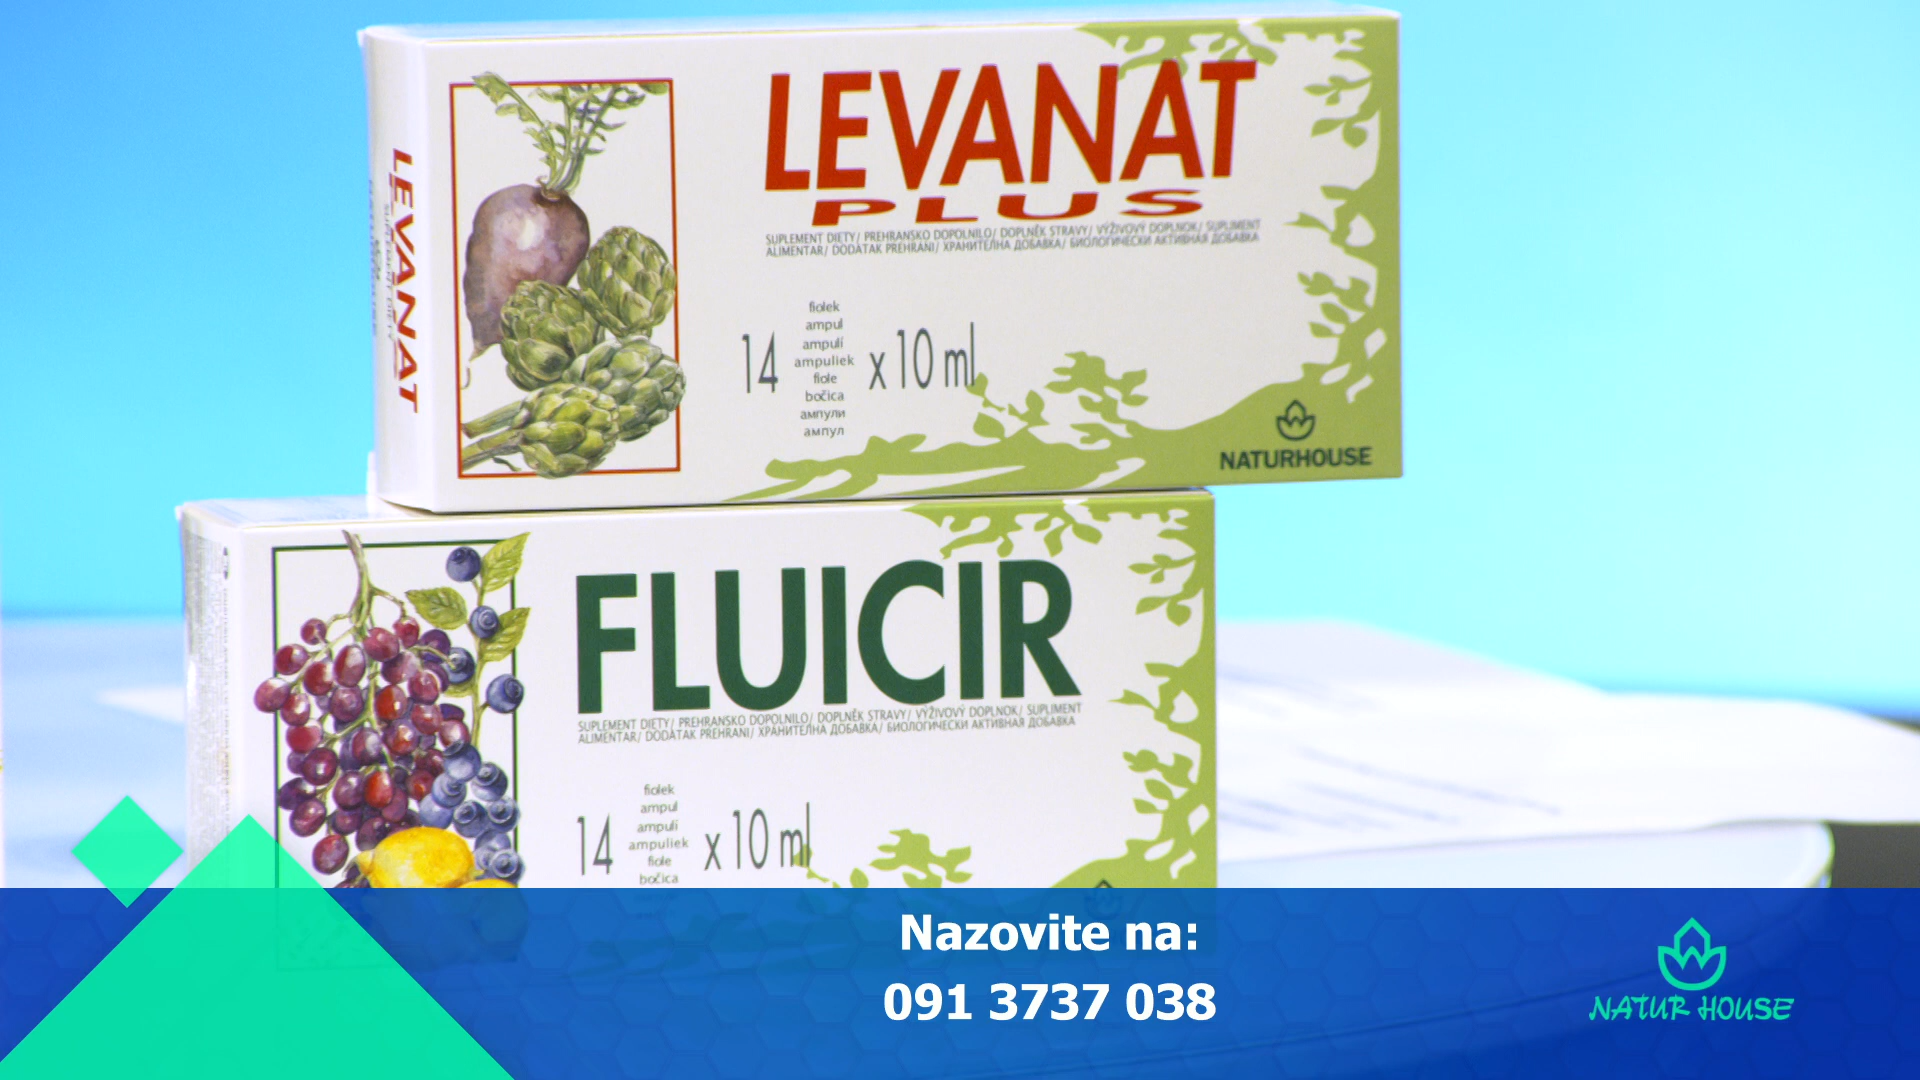 LEVANAT
PLUS
SUPLEMENT DIETY/ PREHRANSKO DOPOLNILO/ DOPLNĚK STRAVY/ VÝŽIVOVÝ DOPLNOK/ SUPLIMENT
ALIMENTAR/ DODATAK PREHRANI/ ХРАНИТЕЛНА ДОБАВКА/ БИОЛОГИЧЕСКИ АКТИВНАЯ ДОБАВКА
fiolek
ampul
ampulí
14 ampuliek x 10 ml
fiole
bočica
ампули
ампул
NATURHOUSE
LEVANAT
FLUICIR
SUPLEMENT DIETY/ PREHRANSKO DOPOLNILO/ DOPLNĚK STRAVY/ VÝŽIVOVÝ DOPLNOK/ SUPLIMENT
ALIMENTAR/ DODATAK PREHRANI/ ХРАНИТЕЛНА ДОБАВКА/ БИОЛОГИЧЕСКИ АКТИВНАЯ ДОБАВКА
fiolek
ampul
ampulí
14 ampuliek x 10 ml
fiole
bočica
Nazovite na:
091 3737 038
NATUR HOUSE